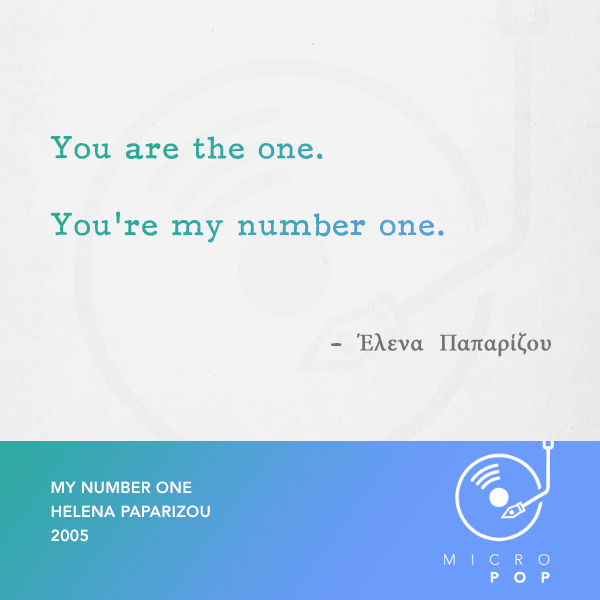 You are the one.
You're my number one.
– Έλενα Παπαρίζου
MY NUMBER ONE
HELENA PAPARIZOU
2005
MICRO
POP